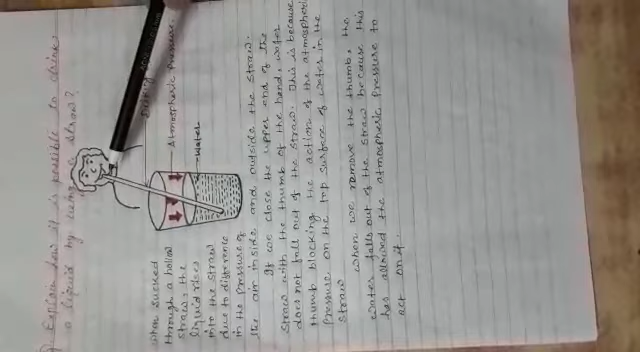 Explain how it is possible to drink
a liquid by using a straw?
when sucked
through a hollow
straw, the
liquid rises
into the straw
due to difference
in the pressure of
the air inside and outside the straw.
Atmospheric pressure.
Water
If we close the upper end of the
straw with the thumb of the hand, water
does not fall out of the straw. This is because
thumb blocking the action of the atmospheric
pressure on the top surface of water in the
straw
when we remove the thumb, the
water falls out of the straw because this
has allowed the atmospheric pressure to
act on it.